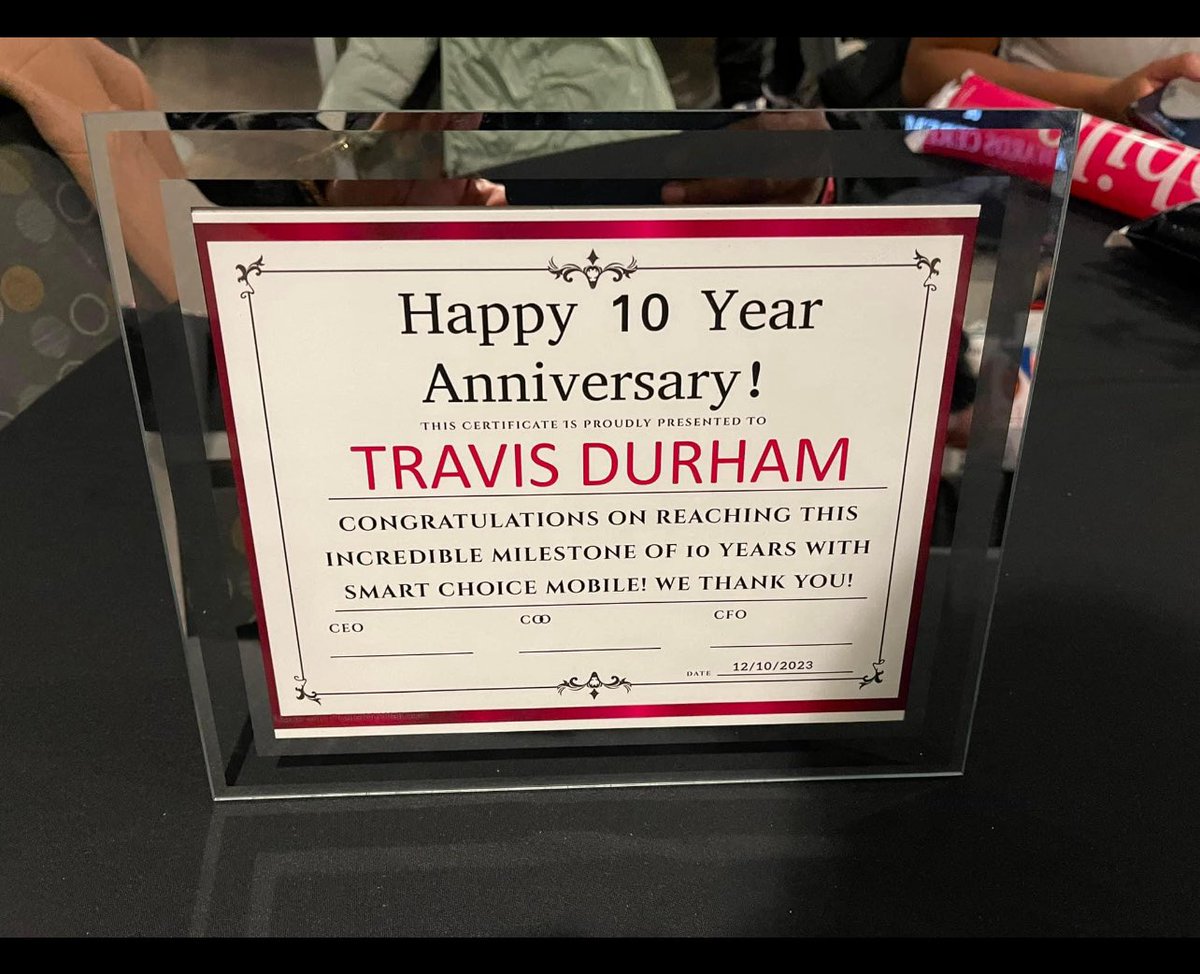 Happy 10 Year
Anniversary!
THIS CERTIFICATE IS PROUDLY PRESENTED TO
TRAVIS DURHAM
CONGRATULATIONS ON REACHING THIS
INCREDIBLE MILESTONE OF 10 YEARS WITH
SMART CHOICE MOBILE! WE THANK YOU!
CEO COO CFO
DATE 12/10/2023